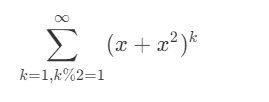 ∞
∑ (x + x²)ᵏ
k=1,k%2=1